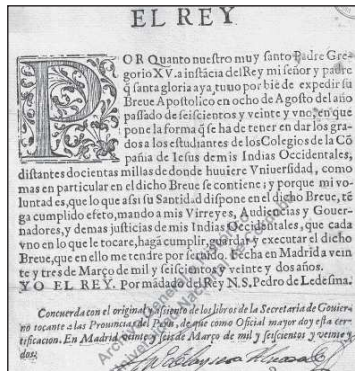 EL REY
POR Quanto nuestro muy santo Padre Gre-
gorio XV. a instãcia del Rey mi señor y padre
q̃ santa gloria aya, tuuo por biẽ de expedir su
Breue Apostolico en ocho de Agosto del año
passado de seiscientos y veinte y vno, en que
pone la forma q̃ se ha de tener en dar los gra-
dos a los estudiantes de los Colegios de la Cõ
pañia de Iesus de mis Indias Occidentales,
distantes docientas millas de donde huuiere Vniuersidad, como
mas en particular en el dicho Breue se contiene; y porque mi vo-
luntad es, que lo que assi su Santidad dispone en el dicho Breue, tẽ
ga cumplido efeto, mando a mis Virreyes, Audiencias y Gouer-
nadores, y demas justicias de mis Indias Occidentales, que cada
vno en lo que le tocare, hagã cumplir, guardar y executar el dicho
Breue, que en ello me tendre por seruido. Fecha en Madrid a vein
te y tres de Março de mil y seiscientos y veinte y dos años.
YO EL REY. Por mãdado del Rey N.S. Pedro de Ledesma.
Concuerda con el original assiento de los libros de la Secretaria de Gouier-
no tocante a las Prouincias del Peru, de que como Oficial mayor doy esta cer-
tificacion. En Madrid veinte y seis de Março de mil y seiscientos y veinte y
dos.